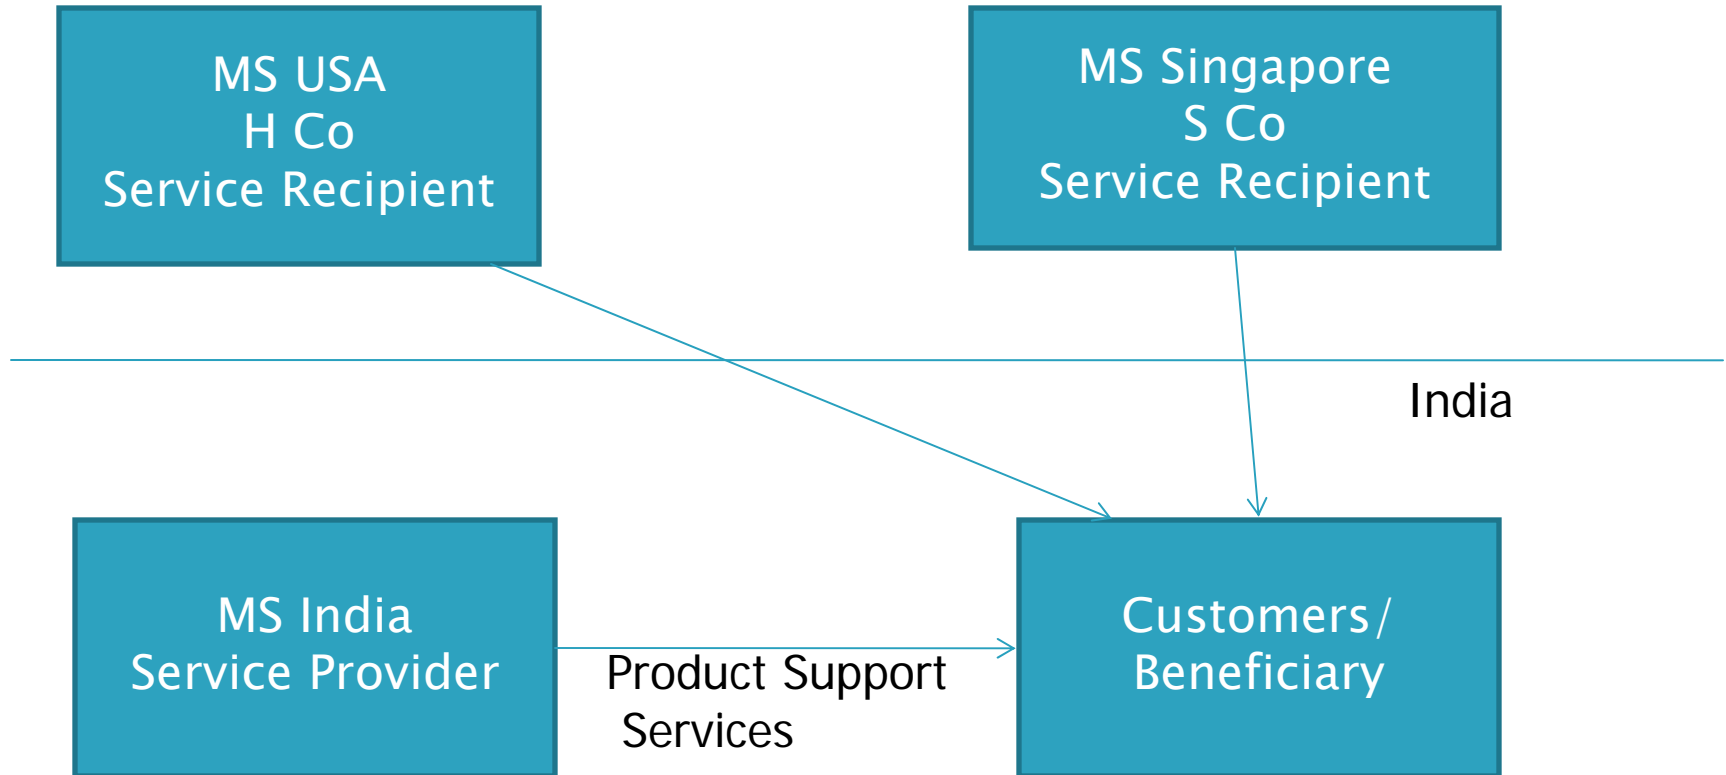 MS USA
H Co
Service Recipient
MS Singapore
S Co
Service Recipient
India
MS India
Service Provider
Product Support
Services
Customers/
Beneficiary